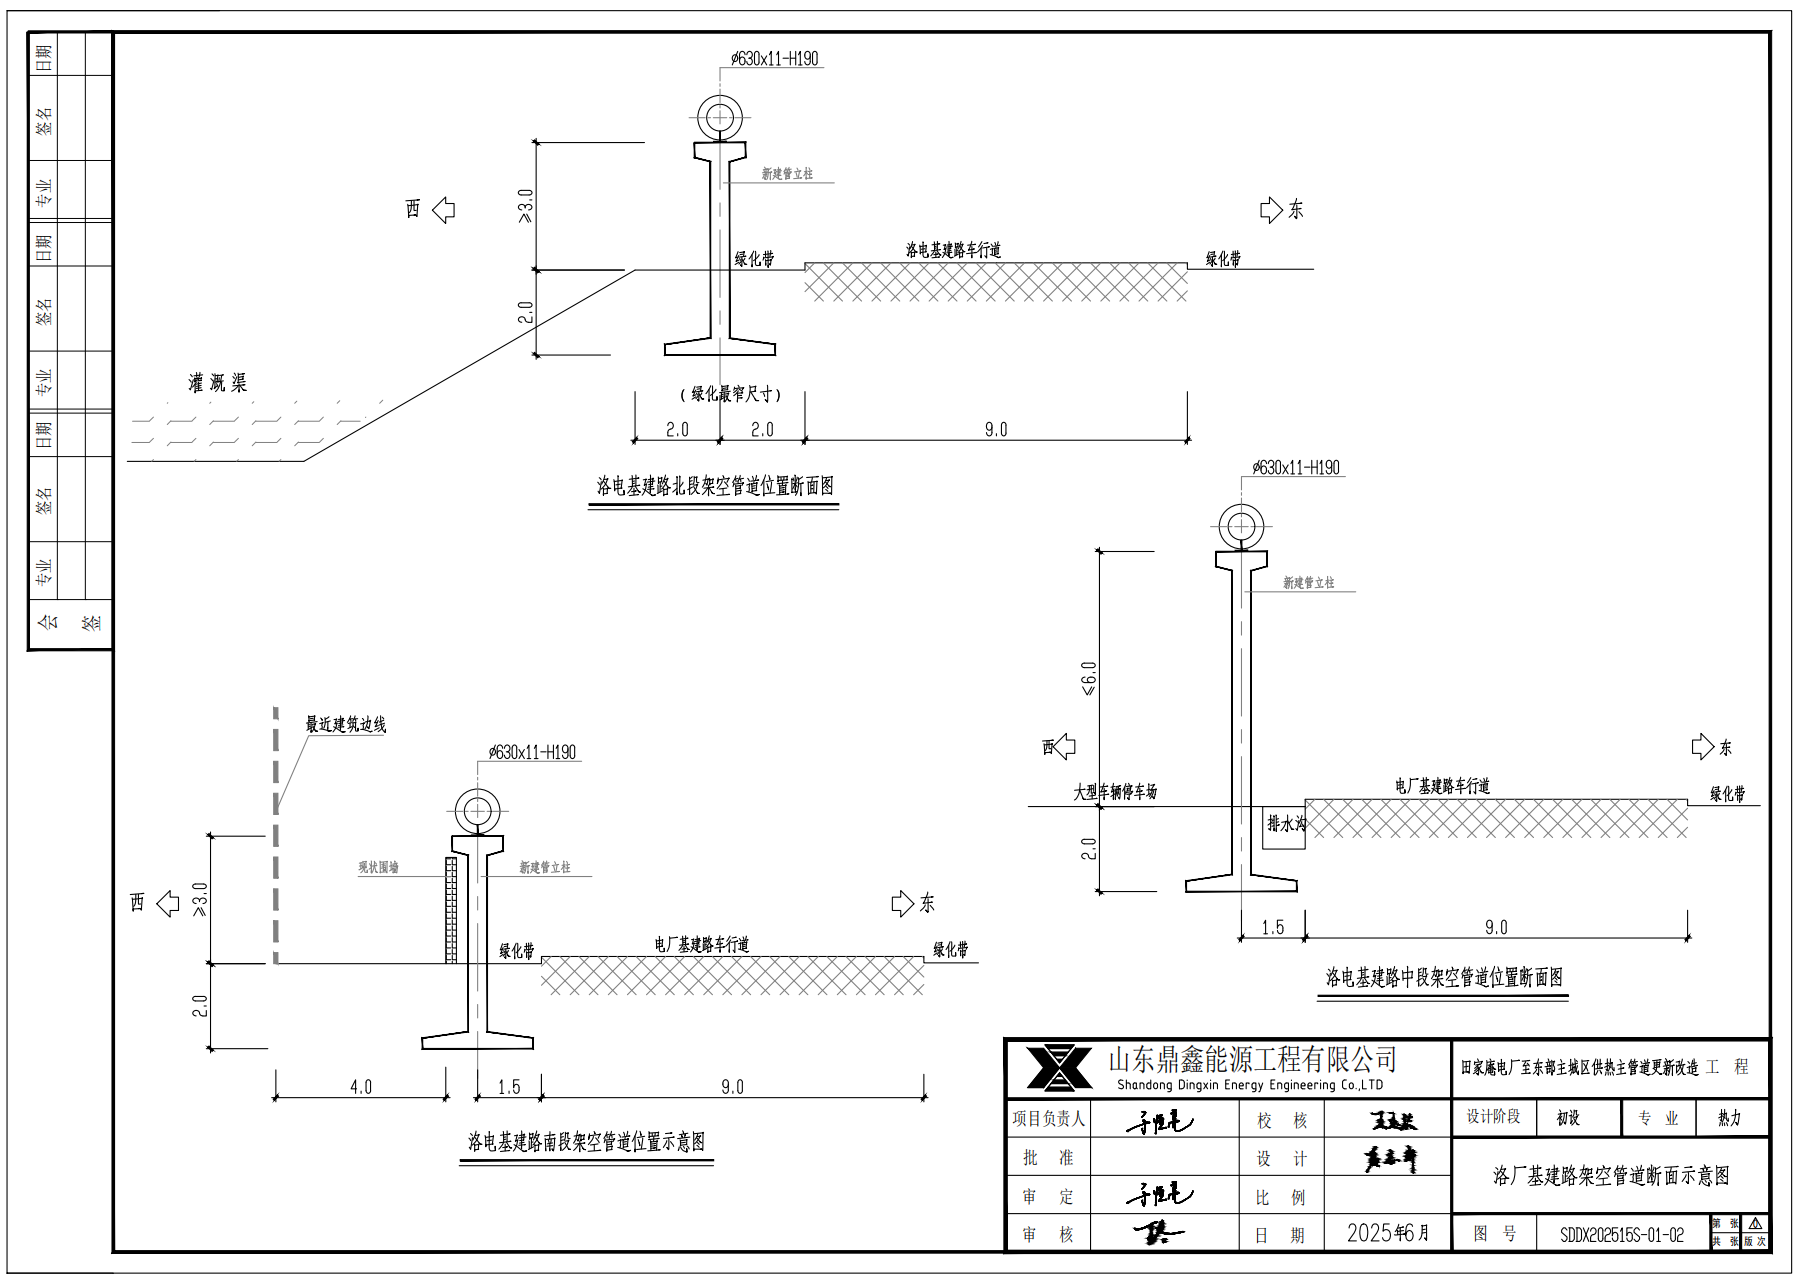 日期
签名
专业
日期
签名
专业
日期
签名
专业
会 签
ø630x11-H190
新建管立柱
≥3.0
西
东
绿化带
洛电基建路车行道
绿化带
2.0
灌溉渠
(绿化最窄尺寸)
2.0 2.0 9.0
洛电基建路北段架空管道位置断面图
ø630x11-H190
新建管立柱
≤6.0
西
东
大型车辆停车场
电厂基建路车行道
绿化带
排水沟
2.0
1.5 9.0
洛电基建路中段架空管道位置断面图
最近建筑边线
ø630x11-H190
现状围墙
新建管立柱
≥3.0
西
东
绿化带
电厂基建路车行道
绿化带
2.0
4.0 1.5 9.0
洛电基建路南段架空管道位置示意图
山东鼎鑫能源工程有限公司
Shandong Dingxin Energy Engineering Co.,LTD
田家庵电厂至东部主城区供热主管道更新改造 工 程
项目负责人 校 核
设计阶段 初设 专 业 热力
批 准 设 计
洛厂基建路架空管道断面示意图
审 定 比 例
审 核 日 期 2025年6月
图 号 SDDX202515S-01-02
第 张 0
共 张 版 次